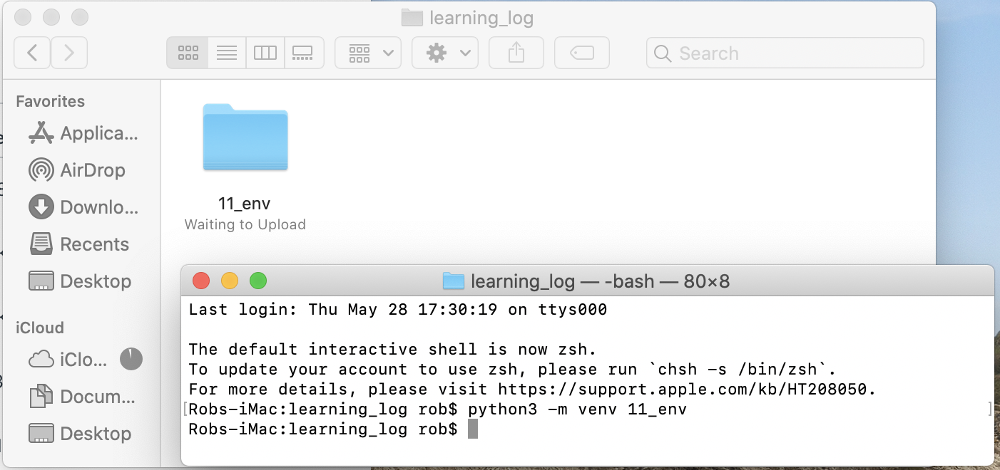 learning_log
Search
Favorites
Applica...
AirDrop
Downlo...
Recents
Desktop
iCloud
iClo...
Docum...
Desktop
11_env
Waiting to Upload
learning_log — -bash — 80×8
Last login: Thu May 28 17:30:19 on ttys000
The default interactive shell is now zsh.
To update your account to use zsh, please run `chsh -s /bin/zsh`.
For more details, please visit https://support.apple.com/kb/HT208050.
[Robs-iMac:learning_log rob$ python3 -m venv 11_env ]
Robs-iMac:learning_log rob$